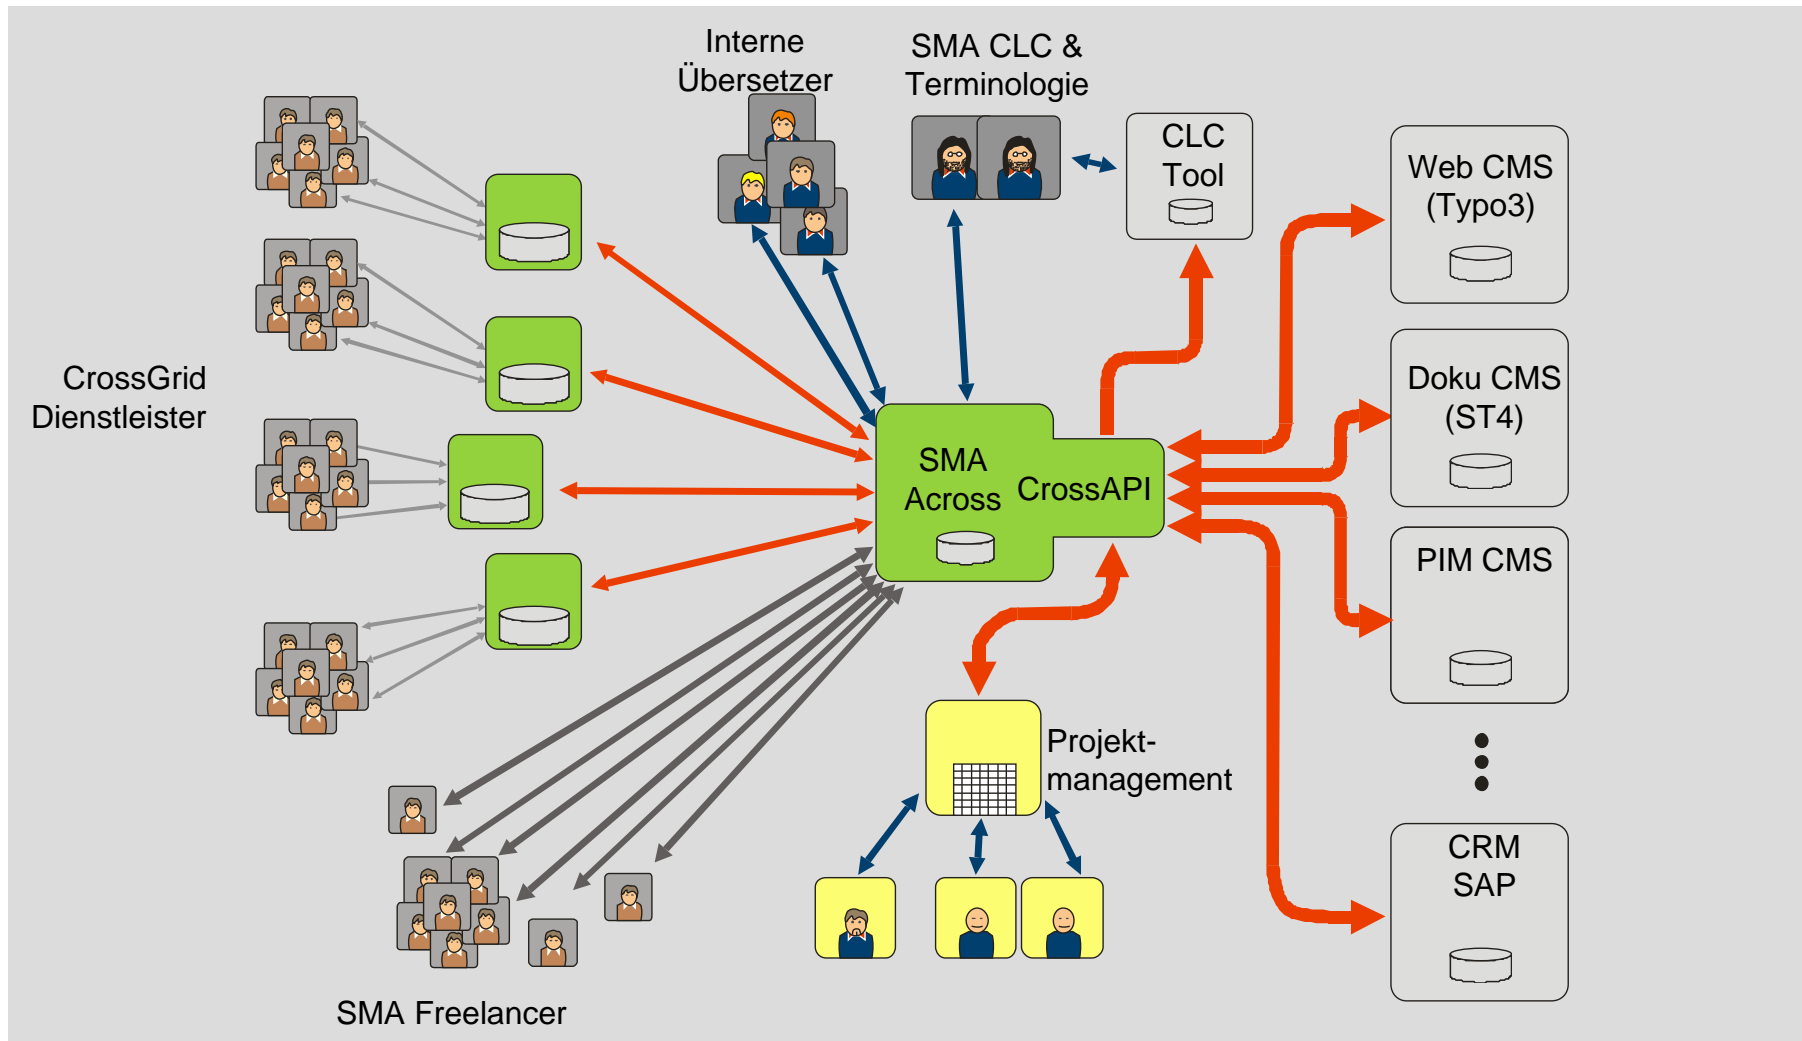 Interne
Übersetzer
SMA CLC &
Terminologie
CLC
Tool
Web CMS
(Typo3)
CrossGrid
Dienstleister
Doku CMS
(ST4)
SMA
Across
CrossAPI
PIM CMS
Projekt-
management
CRM
SAP
SMA Freelancer